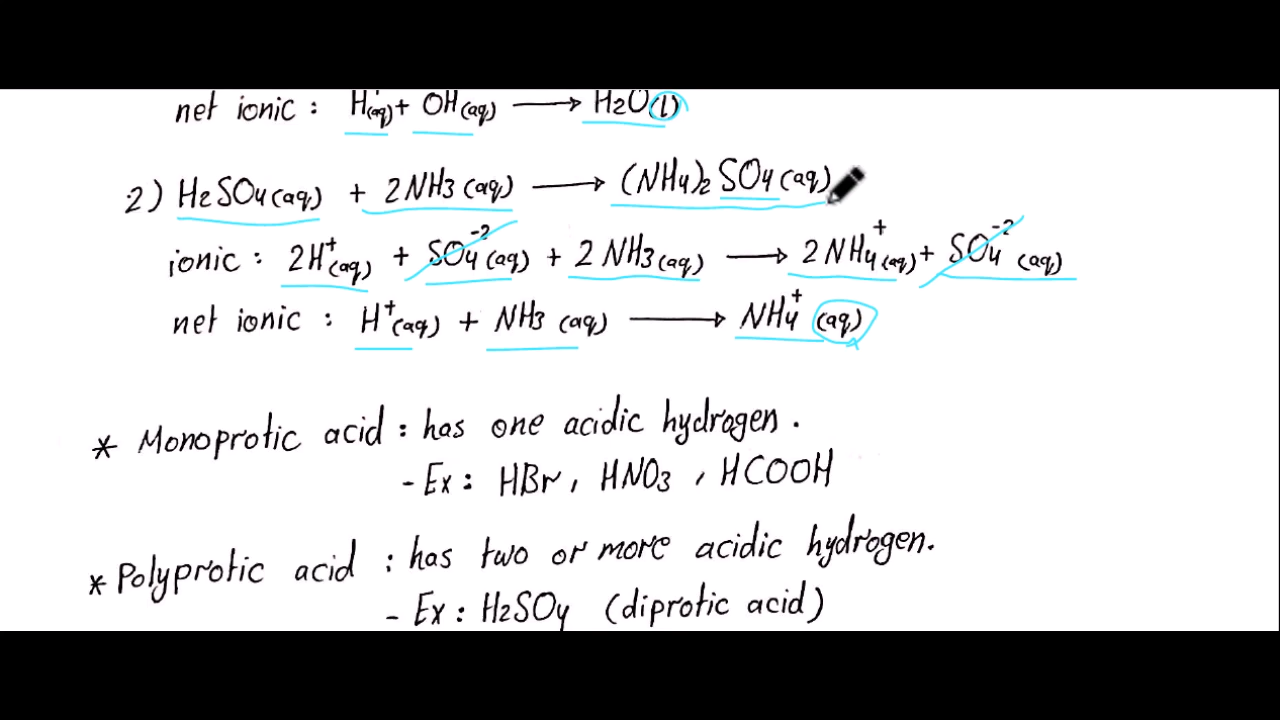 net ionic : H⁺(aq) + OH(aq) ⟶ H2O(l)
2) H2SO4(aq) + 2NH3(aq) ⟶ (NH4)2 SO4(aq)
ionic : 2H⁺(aq) + SO4⁻²(aq) + 2NH3(aq) ⟶ 2NH4⁺(aq) + SO4⁻²(aq)
net ionic : H⁺(aq) + NH3(aq) ⟶ NH4⁺(aq)
* Monoprotic acid : has one acidic hydrogen.
- Ex : HBr, HNO3, HCOOH
* Polyprotic acid : has two or more acidic hydrogen.
- Ex : H2SO4 (diprotic acid)